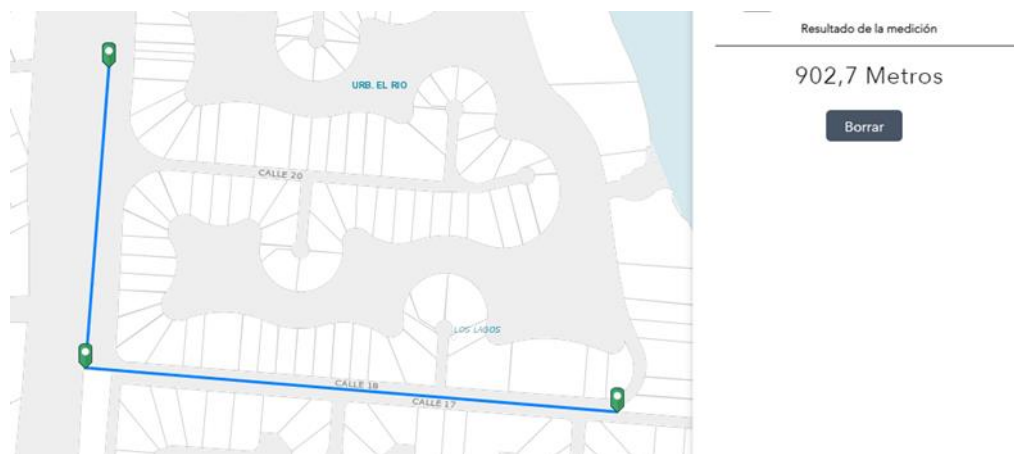 Resultado de la medición
902,7 Metros
Borrar
URB. EL RIO
CALLE 20
LOS LAGOS
CALLE 18
CALLE 17